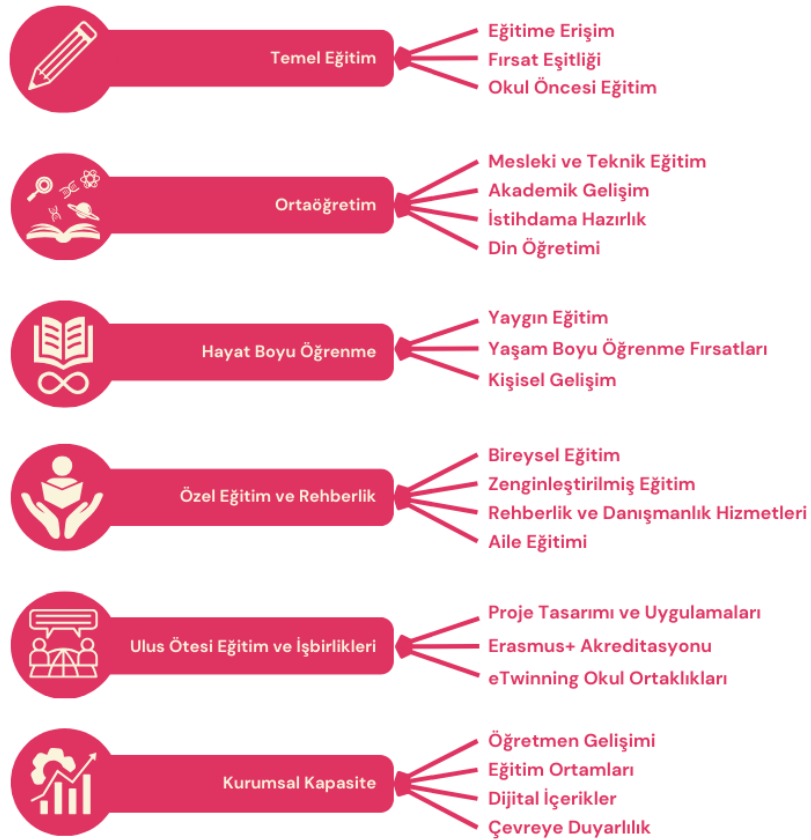 Temel Eğitim
Eğitime Erişim
Fırsat Eşitliği
Okul Öncesi Eğitim
Ortaöğretim
Mesleki ve Teknik Eğitim
Akademik Gelişim
İstihdama Hazırlık
Din Öğretimi
Hayat Boyu Öğrenme
Yaygın Eğitim
Yaşam Boyu Öğrenme Fırsatları
Kişisel Gelişim
Özel Eğitim ve Rehberlik
Bireysel Eğitim
Zenginleştirilmiş Eğitim
Rehberlik ve Danışmanlık Hizmetleri
Aile Eğitimi
Ulus Ötesi Eğitim ve İşbirlikleri
Proje Tasarımı ve Uygulamaları
Erasmus+ Akreditasyonu
eTwinning Okul Ortaklıkları
Kurumsal Kapasite
Öğretmen Gelişimi
Eğitim Ortamları
Dijital İçerikler
Çevreye Duyarlılık